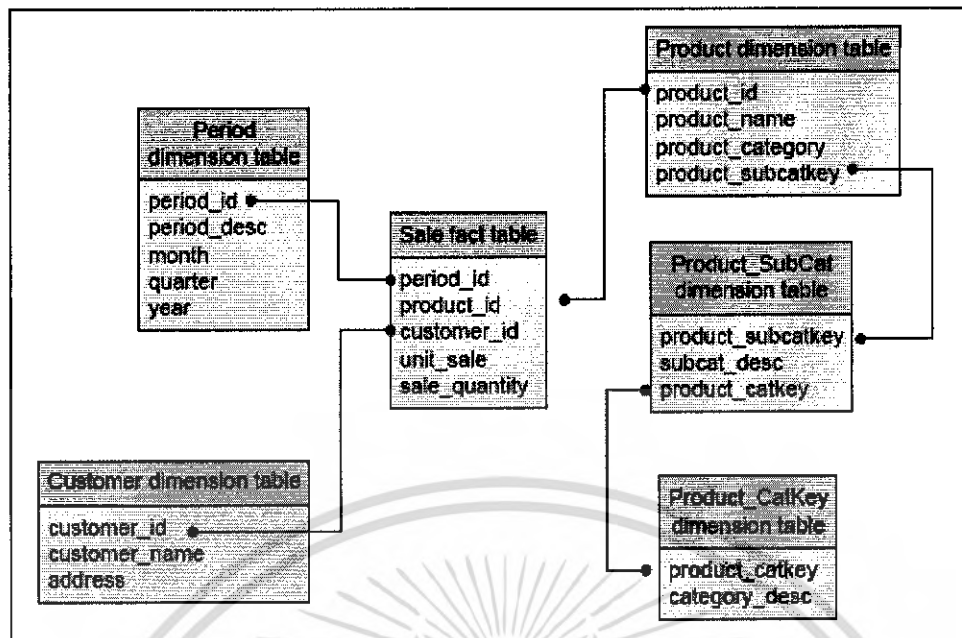 Period
dimension table
period_id
period_desc
month
quarter
year
Customer dimension table
customer_id
customer_name
address
Sale fact table
period_id
product_id
customer_id
unit_sale
sale_quantity
Product dimension table
product_id
product_name
product_category
product_subcatkey
Product_SubCat
dimension table
product_subcatkey
subcat_desc
product_catkey
Product_CatKey
dimension table
product_catkey
category_desc